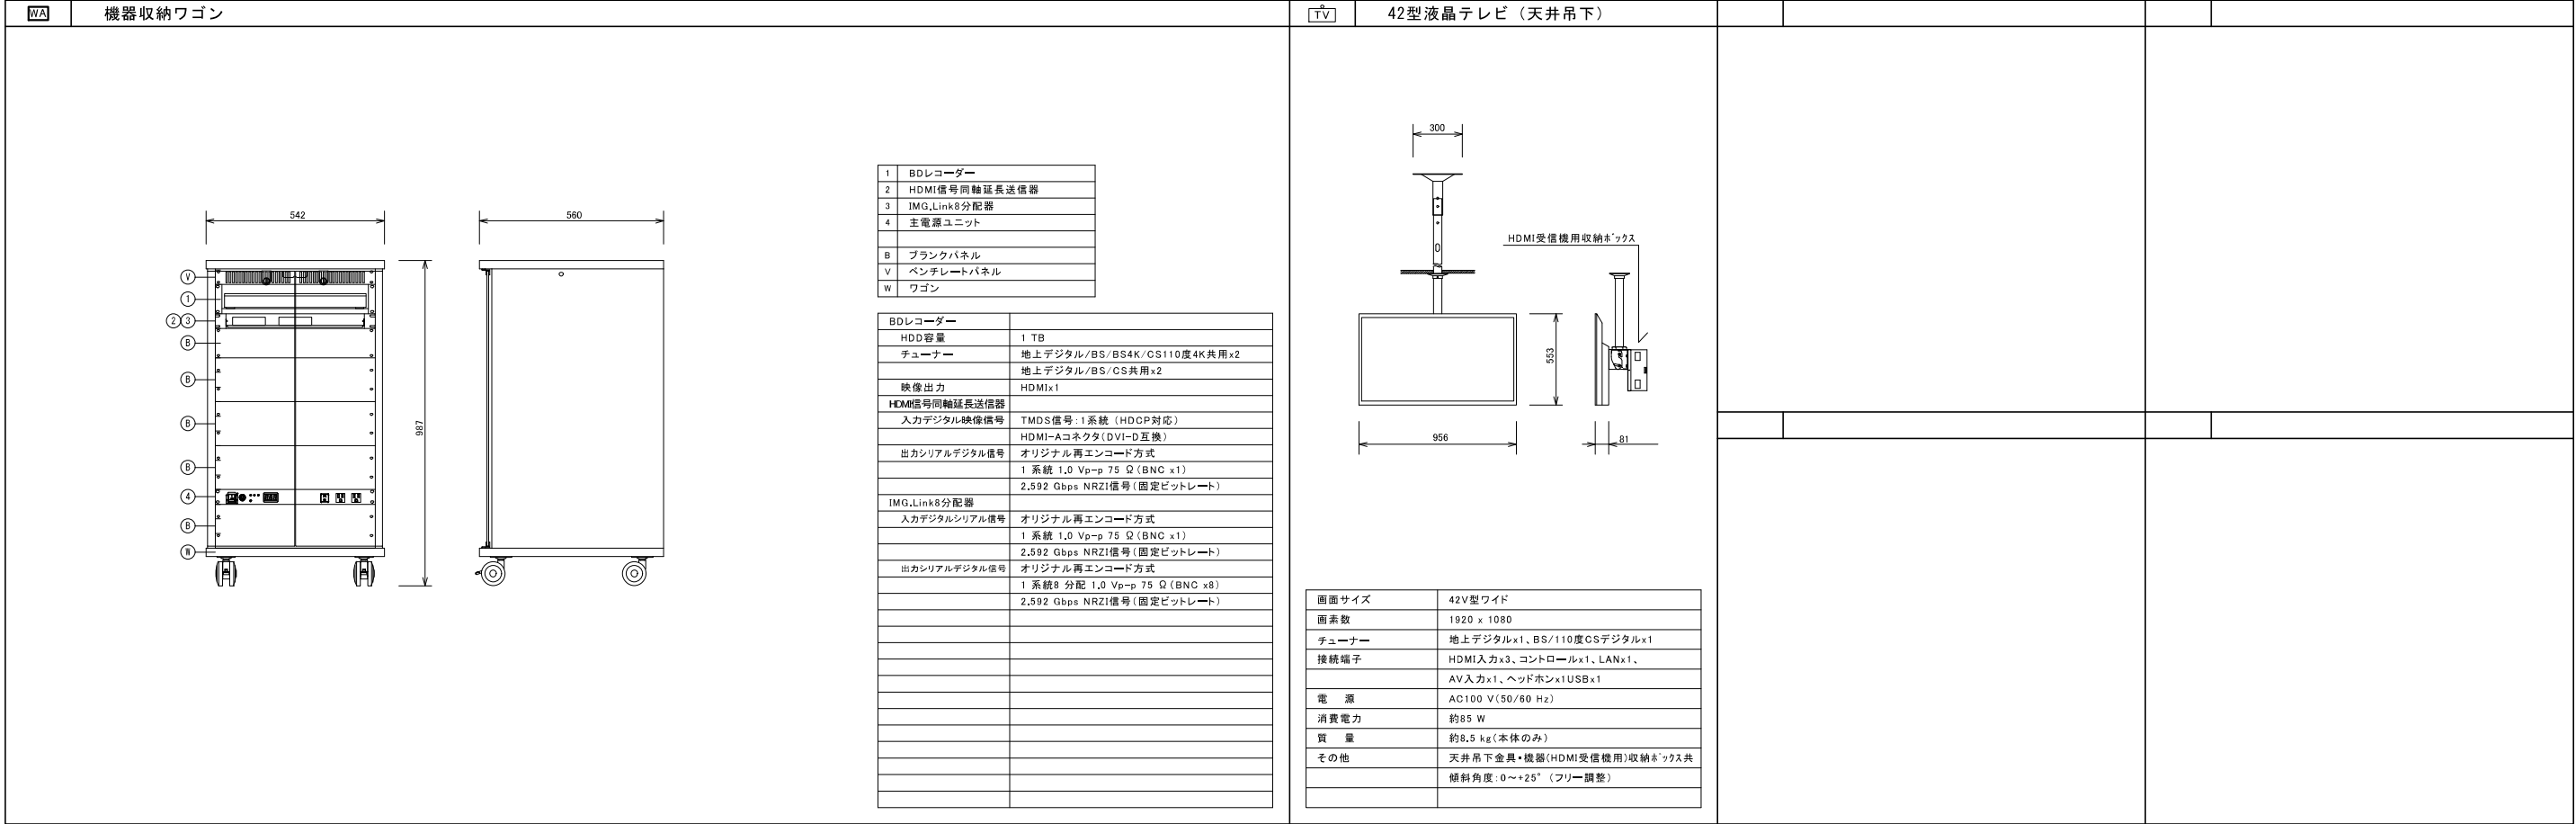 WA 機器収納ワゴン
542
560
987
V
1
2 3
B
B
B
B
4
B
W
1 BDレコーダー
2 HDMI信号同軸延長送信器
3 IMG.Link8分配器
4 主電源ユニット
B ブランクパネル
V ベンチレートパネル
W ワゴン
BDレコーダー
HDD容量 1 TB
チューナー 地上デジタル/BS/BS4K/CS110度4K共用x2
地上デジタル/BS/CS共用x2
映像出力 HDMIx1
HDMI信号同軸延長送信器
入力デジタル映像信号 TMDS信号:1系統 (HDCP対応)
HDMI-Aコネクタ(DVI-D互換)
出力シリアルデジタル信号 オリジナル再エンコード方式
1 系統 1.0 Vp-p 75 Ω(BNC x1)
2.592 Gbps NRZI信号(固定ビットレート)
IMG.Link8分配器
入力デジタルシリアル信号 オリジナル再エンコード方式
1 系統 1.0 Vp-p 75 Ω(BNC x1)
2.592 Gbps NRZI信号(固定ビットレート)
出力シリアルデジタル信号 オリジナル再エンコード方式
1 系統8 分配 1.0 Vp-p 75 Ω(BNC x8)
2.592 Gbps NRZI信号(固定ビットレート)
TV 42型液晶テレビ (天井吊下)
300
HDMI受信機用収納ボックス
553
956
81
画面サイズ 42V型ワイド
画素数 1920 x 1080
チューナー 地上デジタルx1、BS/110度CSデジタルx1
接続端子 HDMI入力x3、コントロールx1、LANx1、
AV入力x1、ヘッドホンx1USBx1
電 源 AC100 V(50/60 Hz)
消費電力 約85 W
質 量 約8.5 kg(本体のみ)
その他 天井吊下金具・機器(HDMI受信機用)収納ボックス共
傾斜角度:0～+25° (フリー調整)